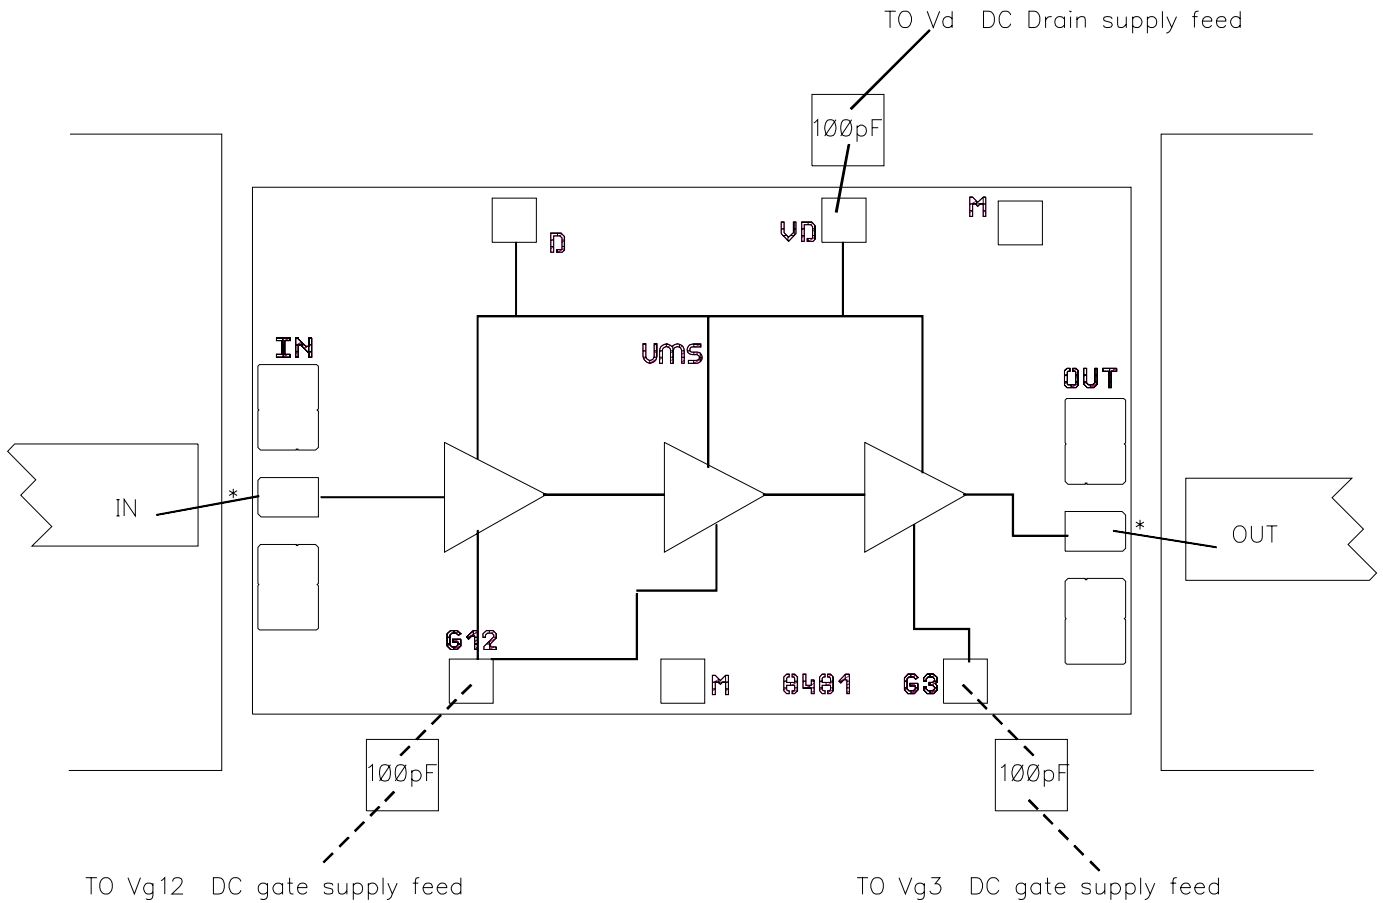 TO Vd DC Drain supply feed
100pF
M
VD
D
IN
UMS
OUT
*
IN
*
OUT
G12
M
8481
G3
100pF
100pF
TO Vg12 DC gate supply feed
TO Vg3 DC gate supply feed